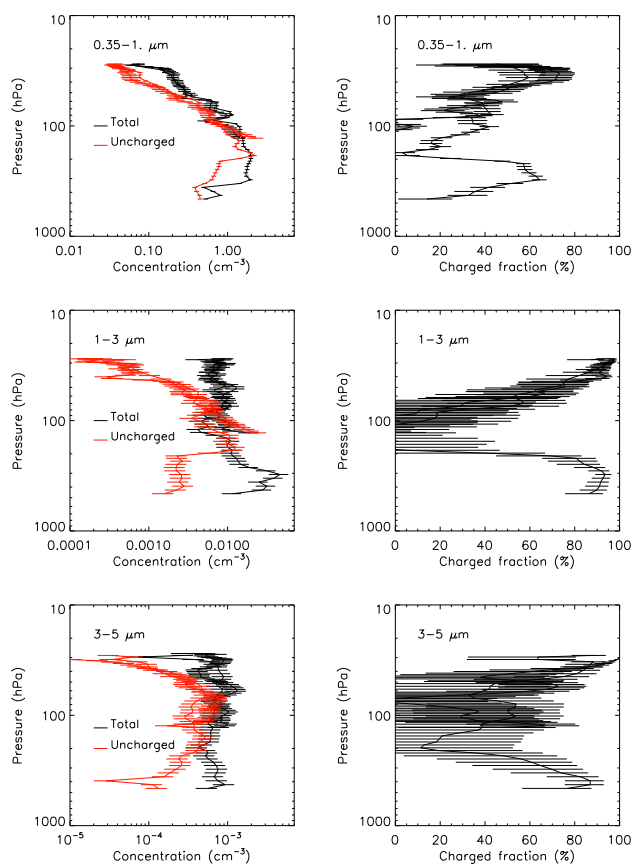 0.35−1. μm
Total
Uncharged
Pressure (hPa)
10
100
1000
0.01 0.10 1.00
Concentration (cm⁻³)
0.35−1. μm
Pressure (hPa)
10
100
1000
0 20 40 60 80 100
Charged fraction (%)
1−3 μm
Total
Uncharged
Pressure (hPa)
10
100
1000
0.0001 0.0010 0.0100
Concentration (cm⁻³)
1−3 μm
Pressure (hPa)
10
100
1000
0 20 40 60 80 100
Charged fraction (%)
3−5 μm
Total
Uncharged
Pressure (hPa)
10
100
1000
10⁻⁵ 10⁻⁴ 10⁻³
Concentration (cm⁻³)
3−5 μm
Pressure (hPa)
10
100
1000
0 20 40 60 80 100
Charged fraction (%)